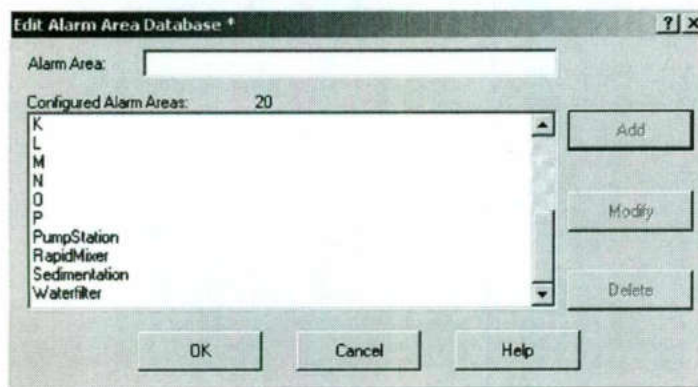 Edit Alarm Area Database *
Alarm Area:
Configured Alarm Areas: 20
K
L
M
N
O
P
PumpStation
RapidMixer
Sedimentation
Waterfilter
Add
Modify
Delete
OK Cancel Help